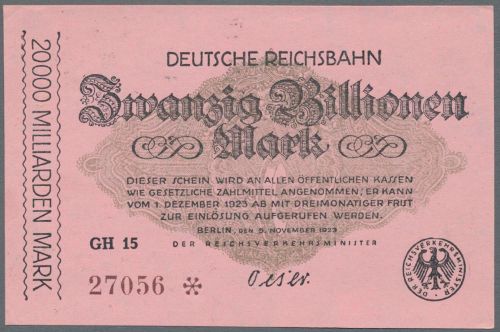 20000 MILLIARDEN MARK
DEUTSCHE REICHSBAHN
Zwanzig Billionen
Mark
DIESER SCHEIN WIRD AN ALLEN ÖFFENTLICHEN KASSEN
WIE GESETZLICHE ZAHLMITTEL ANGENOMMEN, ER KANN
VOM 1. DEZEMBER 1923 AB MIT DREIMONATIGER FRIST
ZUR EINLÖSUNG AUFGERUFEN WERDEN.
BERLIN, DEN 5. NOVEMBER 1923
GH 15 DER REICHSVERKEHRSMINISTER
27056 * Oeser.
DER REICHSVERKEHRSMINISTER